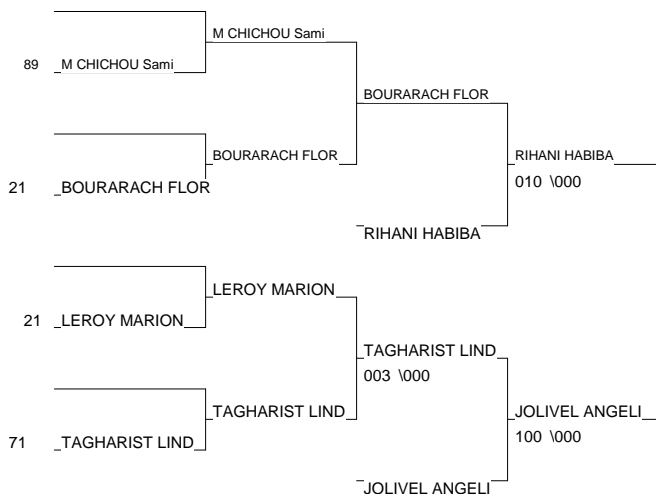 M CHICHOU Sami
89 M CHICHOU Sami
BOURARACH FLOR
BOURARACH FLOR
RIHANI HABIBA
010 \000
21 BOURARACH FLOR
RIHANI HABIBA
LEROY MARION
21 LEROY MARION
TAGHARIST LIND
003 \000
TAGHARIST LIND
JOLIVEL ANGELI
100 \000
71 TAGHARIST LIND
JOLIVEL ANGELI